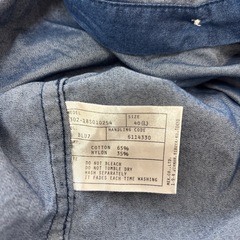 SIZE
40(L)
HANDLING CODE
BLUE
6114330
COTTON 65%
NYLON 35%
DO NOT BLEACH
DO NOT TUMBLE DRY
WASH SEPARATELY
IT FADES EACH TIME WASHING